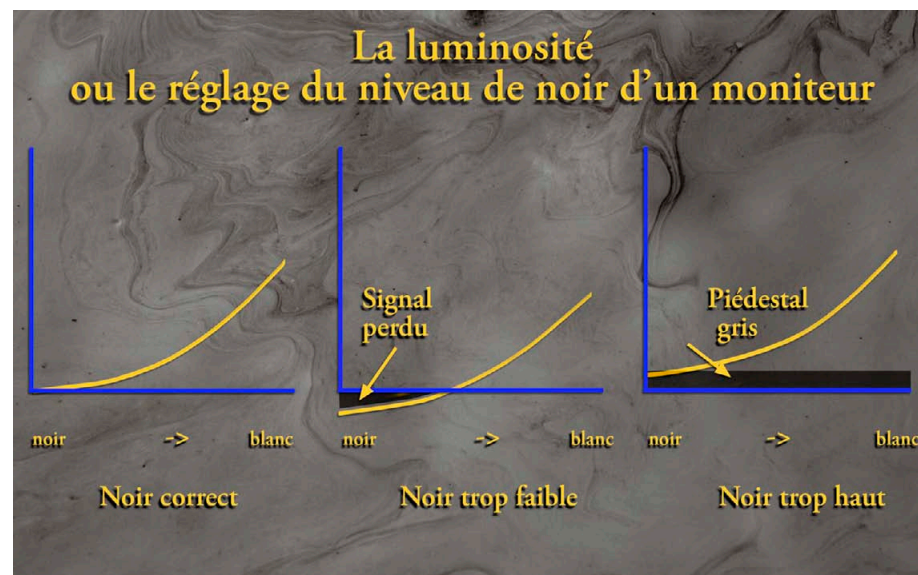 La luminosité
ou le réglage du niveau de noir d'un moniteur
Signal
perdu
Piédestal
gris
noir -> blanc
noir -> blanc
noir -> blanc
Noir correct
Noir trop faible
Noir trop haut